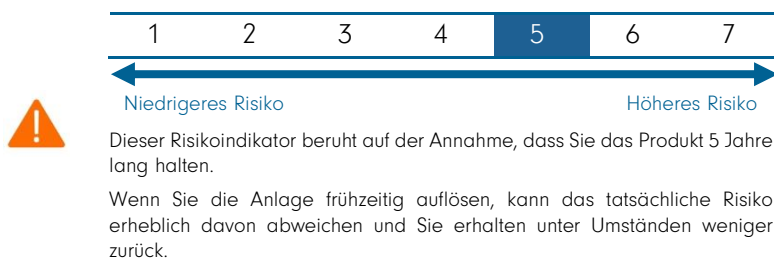 1 2 3 4 5 6 7
Niedrigeres Risiko Höheres Risiko
Dieser Risikoindikator beruht auf der Annahme, dass Sie das Produkt 5 Jahre
lang halten.
Wenn Sie die Anlage frühzeitig auflösen, kann das tatsächliche Risiko
erheblich davon abweichen und Sie erhalten unter Umständen weniger
zurück.